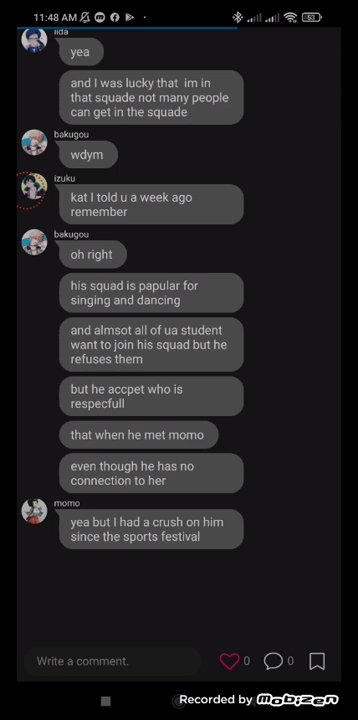 11:48 AM
53
iida
yea
and I was lucky that im in
that squade not many people
can get in the squade
bakugou
wdym
izuku
kat I told u a week ago
remember
bakugou
oh right
his squad is papular for
singing and dancing
and almsot all of ua student
want to join his squad but he
refuses them
but he accpet who is
respecfull
that when he met momo
even though he has no
connection to her
momo
yea but I had a crush on him
since the sports festival
Write a comment.
0
0
Recorded by mobizen